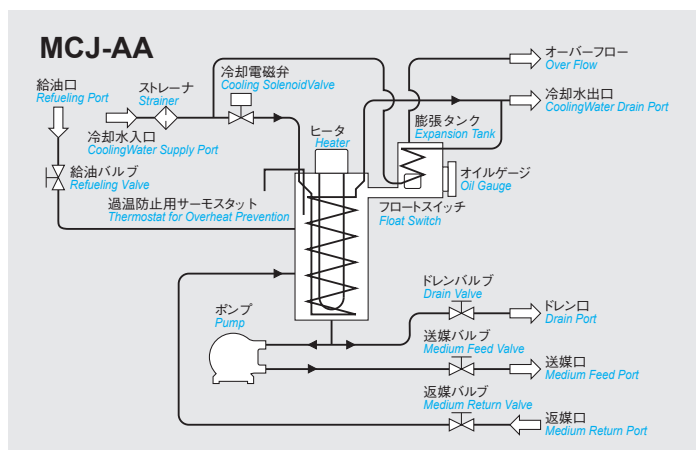 MCJ-AA
給油口
Refueling Port
ストレーナ
Strainer
冷却電磁弁
Cooling SolenoidValve
オーバーフロー
Over Flow
冷却水出口
CoolingWater Drain Port
冷却水入口
CoolingWater Supply Port
ヒータ
Heater
膨張タンク
Expansion Tank
給油バルブ
Refueling Valve
オイルゲージ
Oil Gauge
過温防止用サーモスタット
Thermostat for Overheat Prevention
フロートスイッチ
Float Switch
ドレンバルブ
Drain Valve
ドレン口
Drain Port
ポンプ
Pump
送媒バルブ
Medium Feed Valve
送媒口
Medium Feed Port
返媒バルブ
Medium Return Valve
返媒口
Medium Return Port